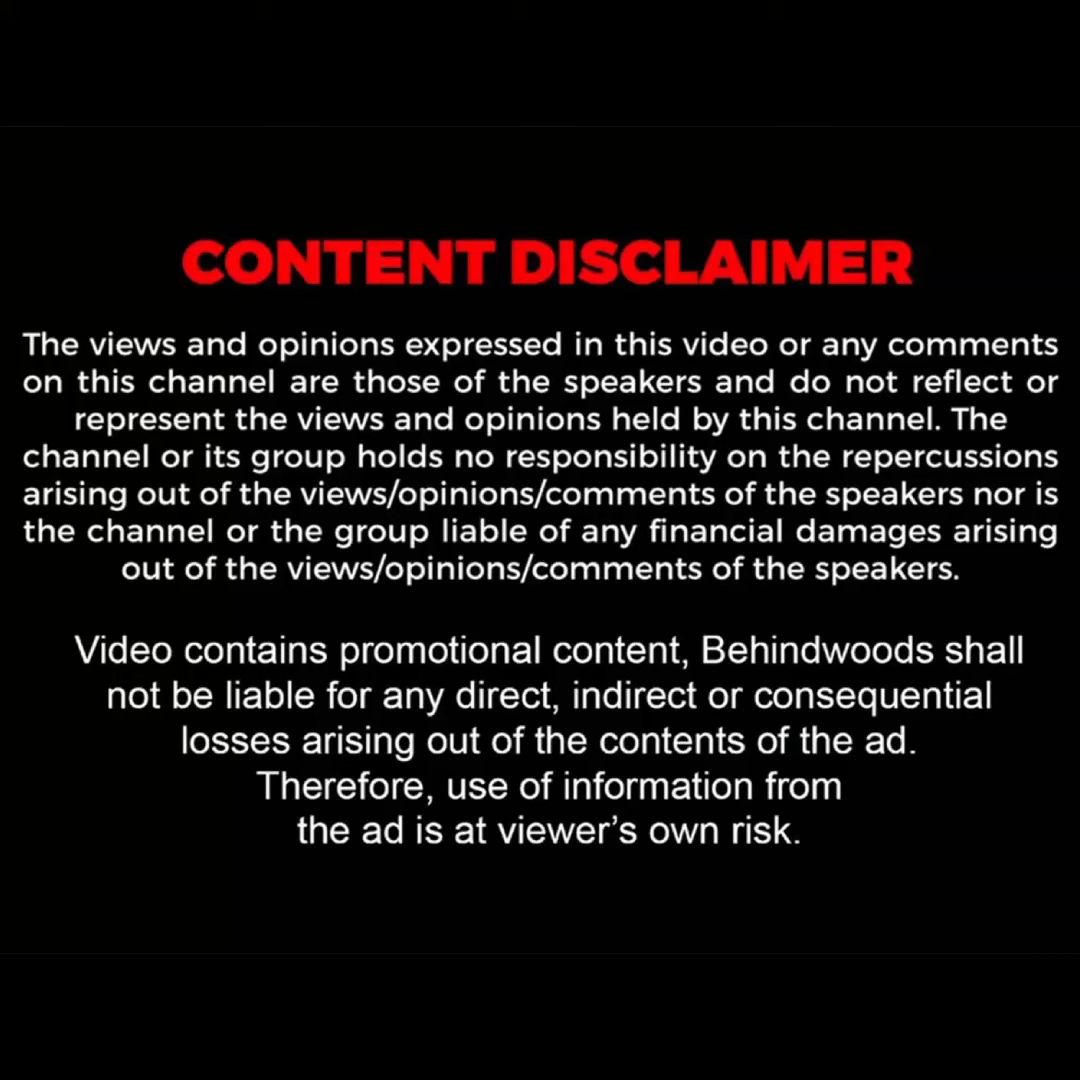 CONTENT DISCLAIMER
The views and opinions expressed in this video or any comments
on this channel are those of the speakers and do not reflect or
represent the views and opinions held by this channel. The
channel or its group holds no responsibility on the repercussions
arising out of the views/opinions/comments of the speakers nor is
the channel or the group liable of any financial damages arising
out of the views/opinions/comments of the speakers.
Video contains promotional content, Behindwoods shall
not be liable for any direct, indirect or consequential
losses arising out of the contents of the ad.
Therefore, use of information from
the ad is at viewer’s own risk.